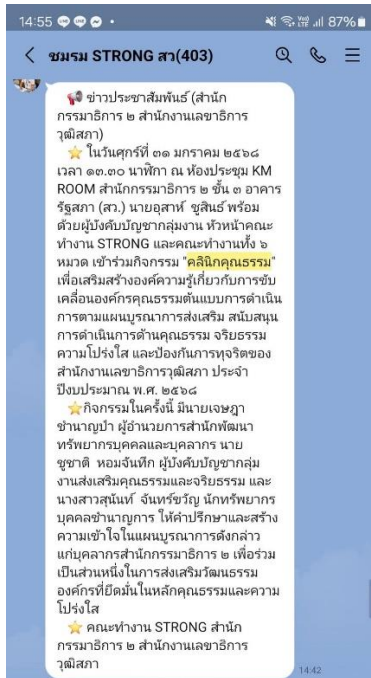 14:55
87%
ชมรม STRONG สว(403)
📢 ข่าวประชาสัมพันธ์ (สำนัก
กรรมาธิการ ๒ สำนักงานเลขาธิการ
วุฒิสภา)
⭐ ในวันศุกร์ที่ ๓๑ มกราคม ๒๕๖๘
เวลา ๑๓.๓๐ นาฬิกา ณ ห้องประชุม KM
ROOM สำนักกรรมาธิการ ๒ ชั้น ๓ อาคาร
รัฐสภา (สว.) นายอุสาห์ ชูสินธ์ พร้อม
ด้วยผู้บังคับบัญชากลุ่มงาน หัวหน้าคณะ
ทำงาน STRONG และคณะทำงานทั้ง ๖
หมวด เข้าร่วมกิจกรรม "คลินิกคุณธรรม"
เพื่อเสริมสร้างองค์ความรู้เกี่ยวกับการขับ
เคลื่อนองค์กรคุณธรรมต้นแบบการดำเนิน
การตามแผนบูรณาการส่งเสริม สนับสนุน
การดำเนินการด้านคุณธรรม จริยธรรม
ความโปร่งใส และป้องกันการทุจริตของ
สำนักงานเลขาธิการวุฒิสภา ประจำ
ปีงบประมาณ พ.ศ. ๒๕๖๘
⭐กิจกรรมในครั้งนี้ มีนายเจษฎา
ชำนาญป่า ผู้อำนวยการสำนักพัฒนา
ทรัพยากรบุคคลและบุคลากร นาย
ชูชาติ หอมจันทึก ผู้บังคับบัญชากลุ่ม
งานส่งเสริมคุณธรรมและจริยธรรม และ
นางสาวสุนันท์ จันทร์ขวัญ นักทรัพยากร
บุคคลชำนาญการ ให้คำปรึกษาและสร้าง
ความเข้าใจในแผนบูรณาการดังกล่าว
แก่บุคลากรสำนักกรรมาธิการ ๒ เพื่อร่วม
เป็นส่วนหนึ่งในการส่งเสริมวัฒนธรรม
องค์กรที่ยึดมั่นในหลักคุณธรรมและความ
โปร่งใส
⭐ คณะทำงาน STRONG สำนัก
กรรมาธิการ ๒ สำนักงานเลขาธิการ
วุฒิสภา
14:42